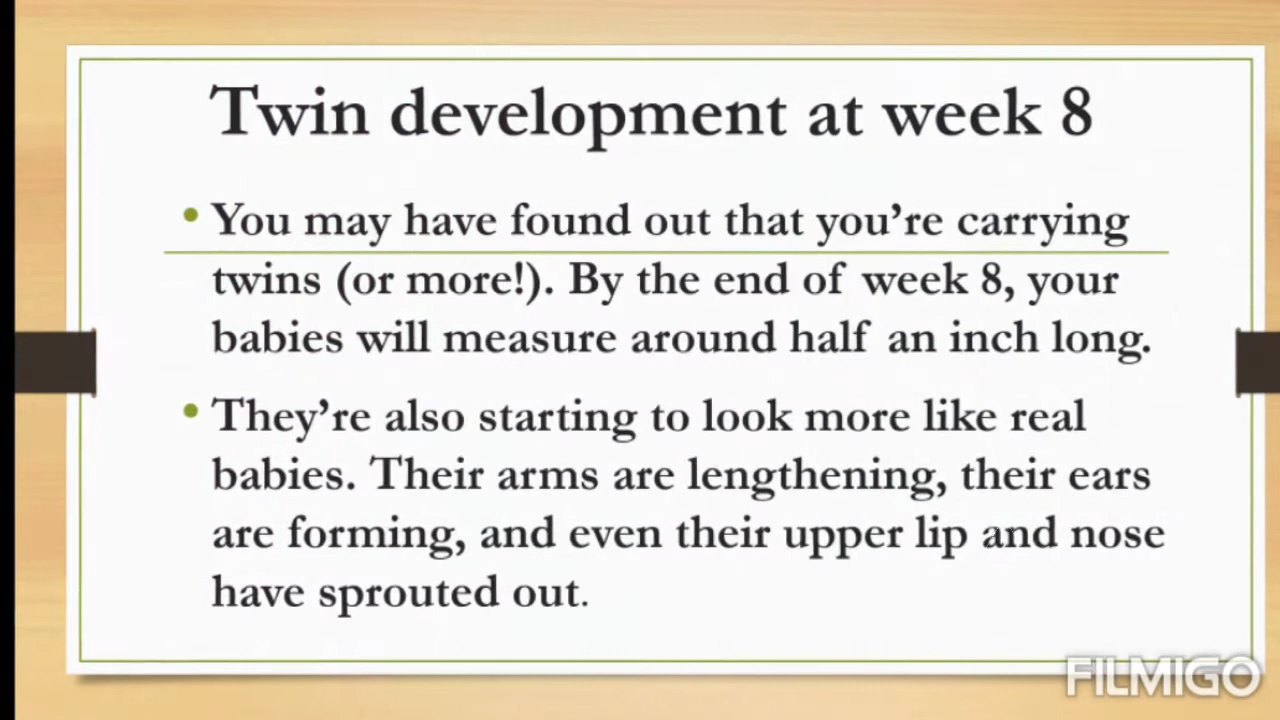 Twin development at week 8
• You may have found out that you’re carrying
twins (or more!). By the end of week 8, your
babies will measure around half an inch long.
• They’re also starting to look more like real
babies. Their arms are lengthening, their ears
are forming, and even their upper lip and nose
have sprouted out.
FILMIGO